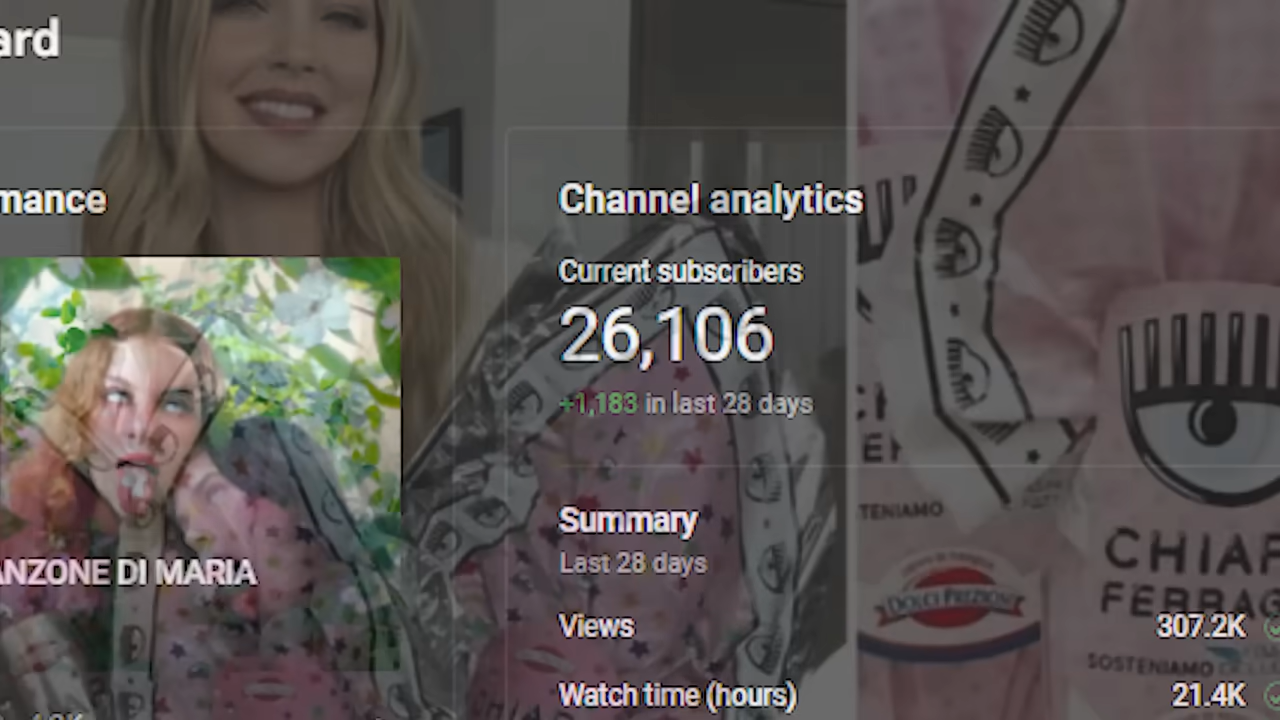 ard
mance
Channel analytics
Current subscribers
26,106
+1,183 in last 28 days
ANZONE DI MARIA
Summary
Last 28 days
Views
307.2K
Watch time (hours)
21.4K
TENIAMO
DOLCI PREZIOSI
CHIAR
FERRAG
SOSTENIAMO